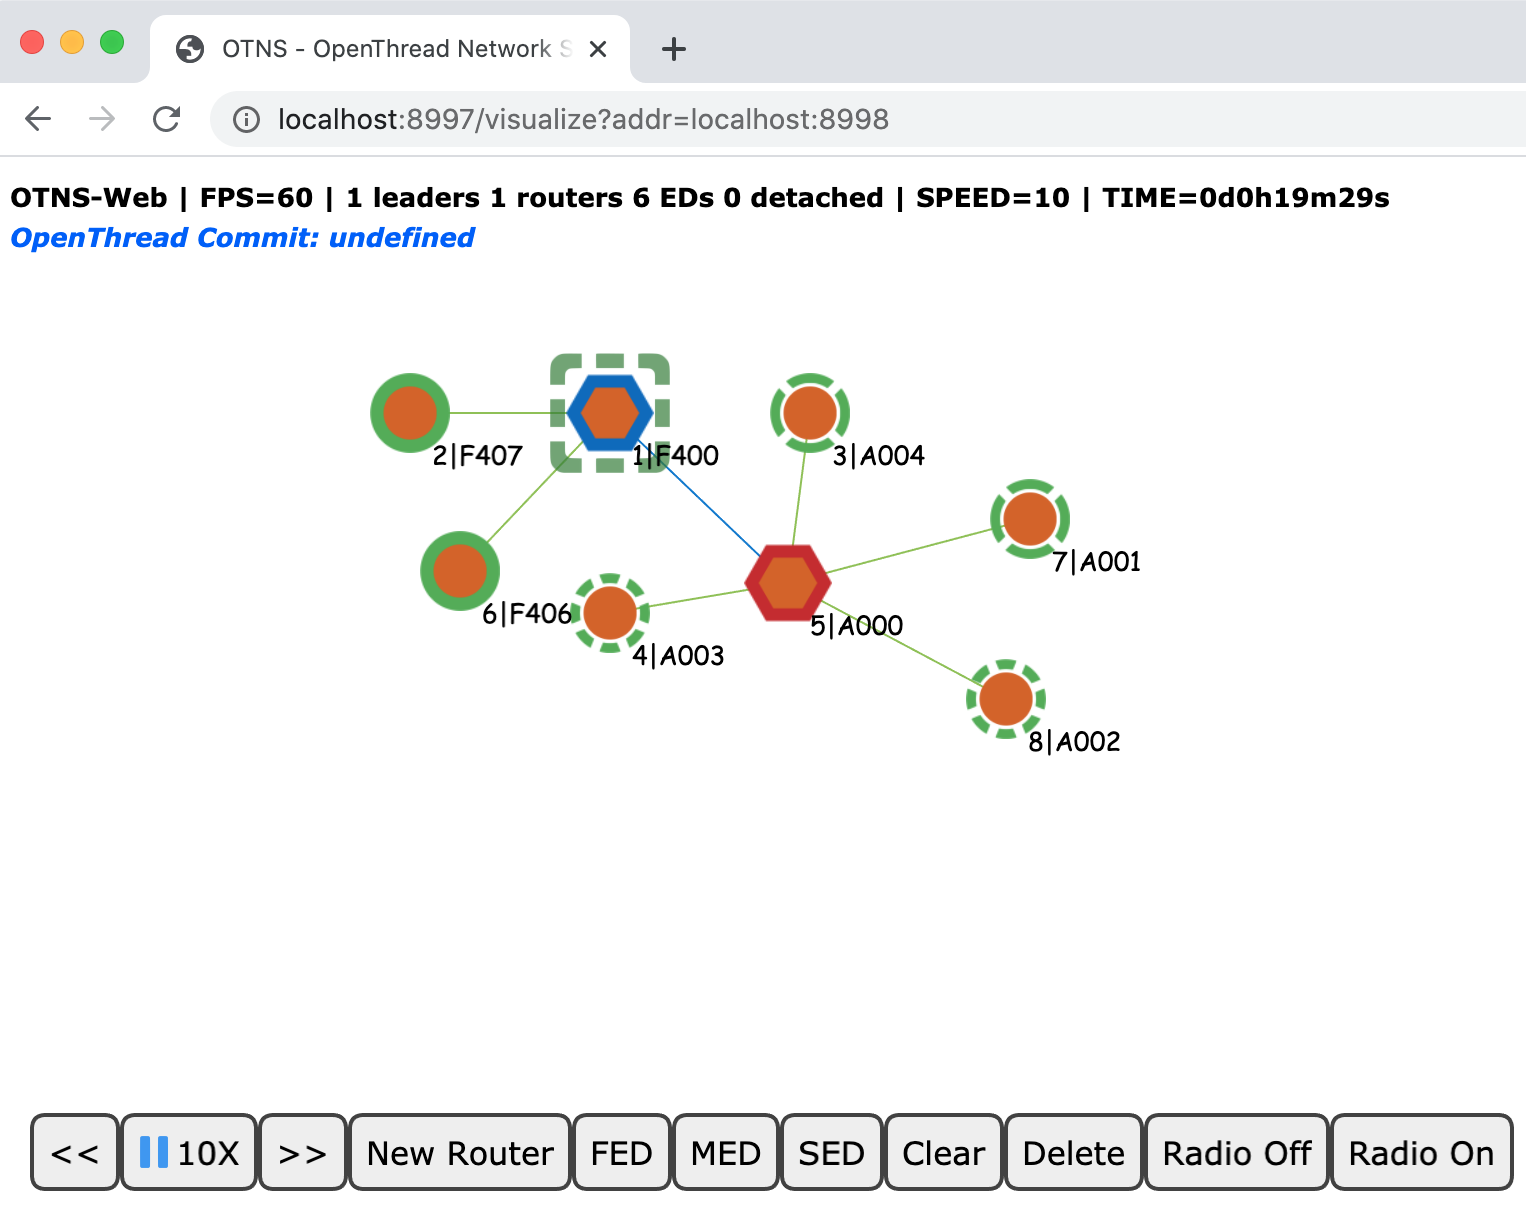 OTNS - OpenThread Network S
localhost:8997/visualize?addr=localhost:8998
OTNS-Web | FPS=60 | 1 leaders 1 routers 6 EDs 0 detached | SPEED=10 | TIME=0d0h19m29s
OpenThread Commit: undefined
2|F407
1|F400
3|A004
7|A001
6|F406
5|A000
4|A003
8|A002
<< 10X >> New Router FED MED SED Clear Delete Radio Off Radio On